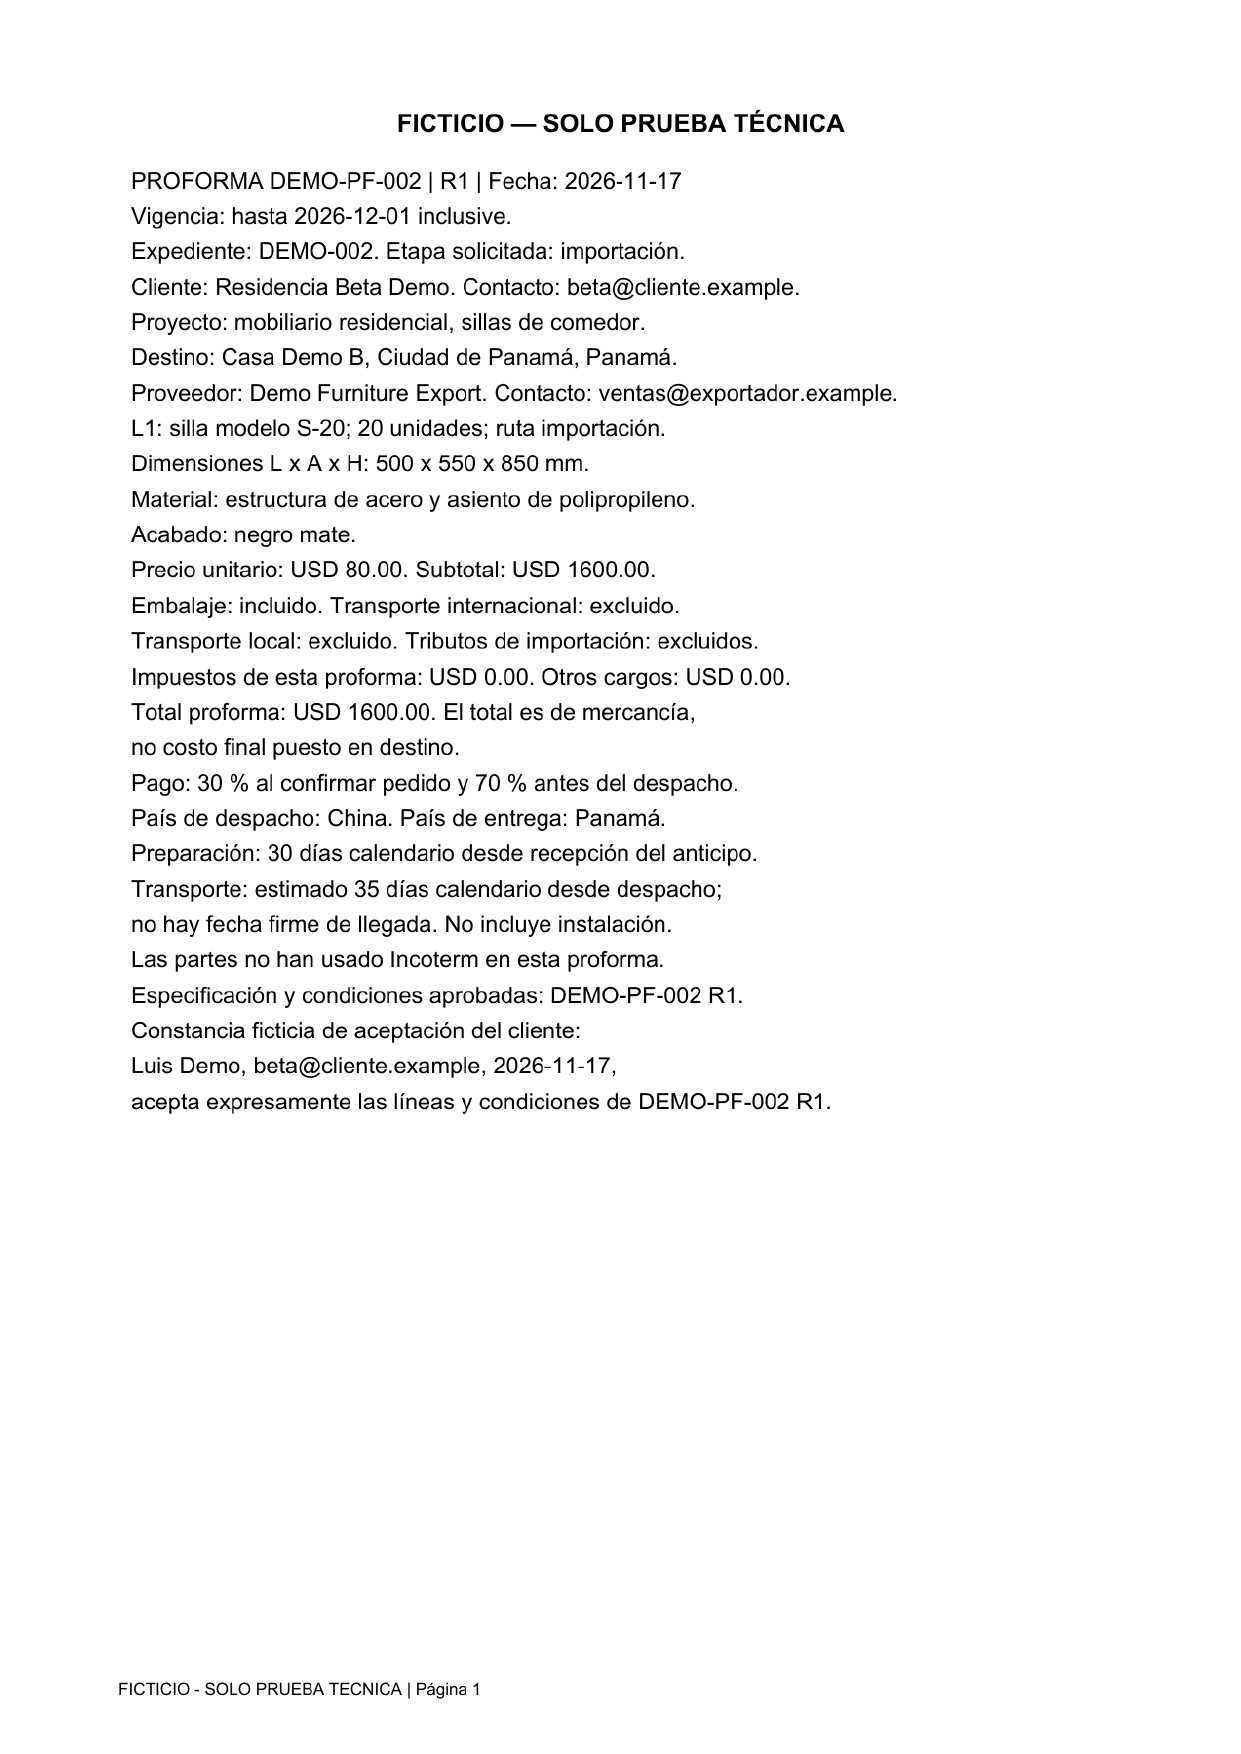 FICTICIO — SOLO PRUEBA TÉCNICA
PROFORMA DEMO-PF-002 | R1 | Fecha: 2026-11-17
Vigencia: hasta 2026-12-01 inclusive.
Expediente: DEMO-002. Etapa solicitada: importación.
Cliente: Residencia Beta Demo. Contacto: beta@cliente.example.
Proyecto: mobiliario residencial, sillas de comedor.
Destino: Casa Demo B, Ciudad de Panamá, Panamá.
Proveedor: Demo Furniture Export. Contacto: ventas@exportador.example.
L1: silla modelo S-20; 20 unidades; ruta importación.
Dimensiones L x A x H: 500 x 550 x 850 mm.
Material: estructura de acero y asiento de polipropileno.
Acabado: negro mate.
Precio unitario: USD 80.00. Subtotal: USD 1600.00.
Embalaje: incluido. Transporte internacional: excluido.
Transporte local: excluido. Tributos de importación: excluidos.
Impuestos de esta proforma: USD 0.00. Otros cargos: USD 0.00.
Total proforma: USD 1600.00. El total es de mercancía,
no costo final puesto en destino.
Pago: 30 % al confirmar pedido y 70 % antes del despacho.
País de despacho: China. País de entrega: Panamá.
Preparación: 30 días calendario desde recepción del anticipo.
Transporte: estimado 35 días calendario desde despacho;
no hay fecha firme de llegada. No incluye instalación.
Las partes no han usado Incoterm en esta proforma.
Especificación y condiciones aprobadas: DEMO-PF-002 R1.
Constancia ficticia de aceptación del cliente:
Luis Demo, beta@cliente.example, 2026-11-17,
acepta expresamente las líneas y condiciones de DEMO-PF-002 R1.
FICTICIO - SOLO PRUEBA TECNICA | Página 1